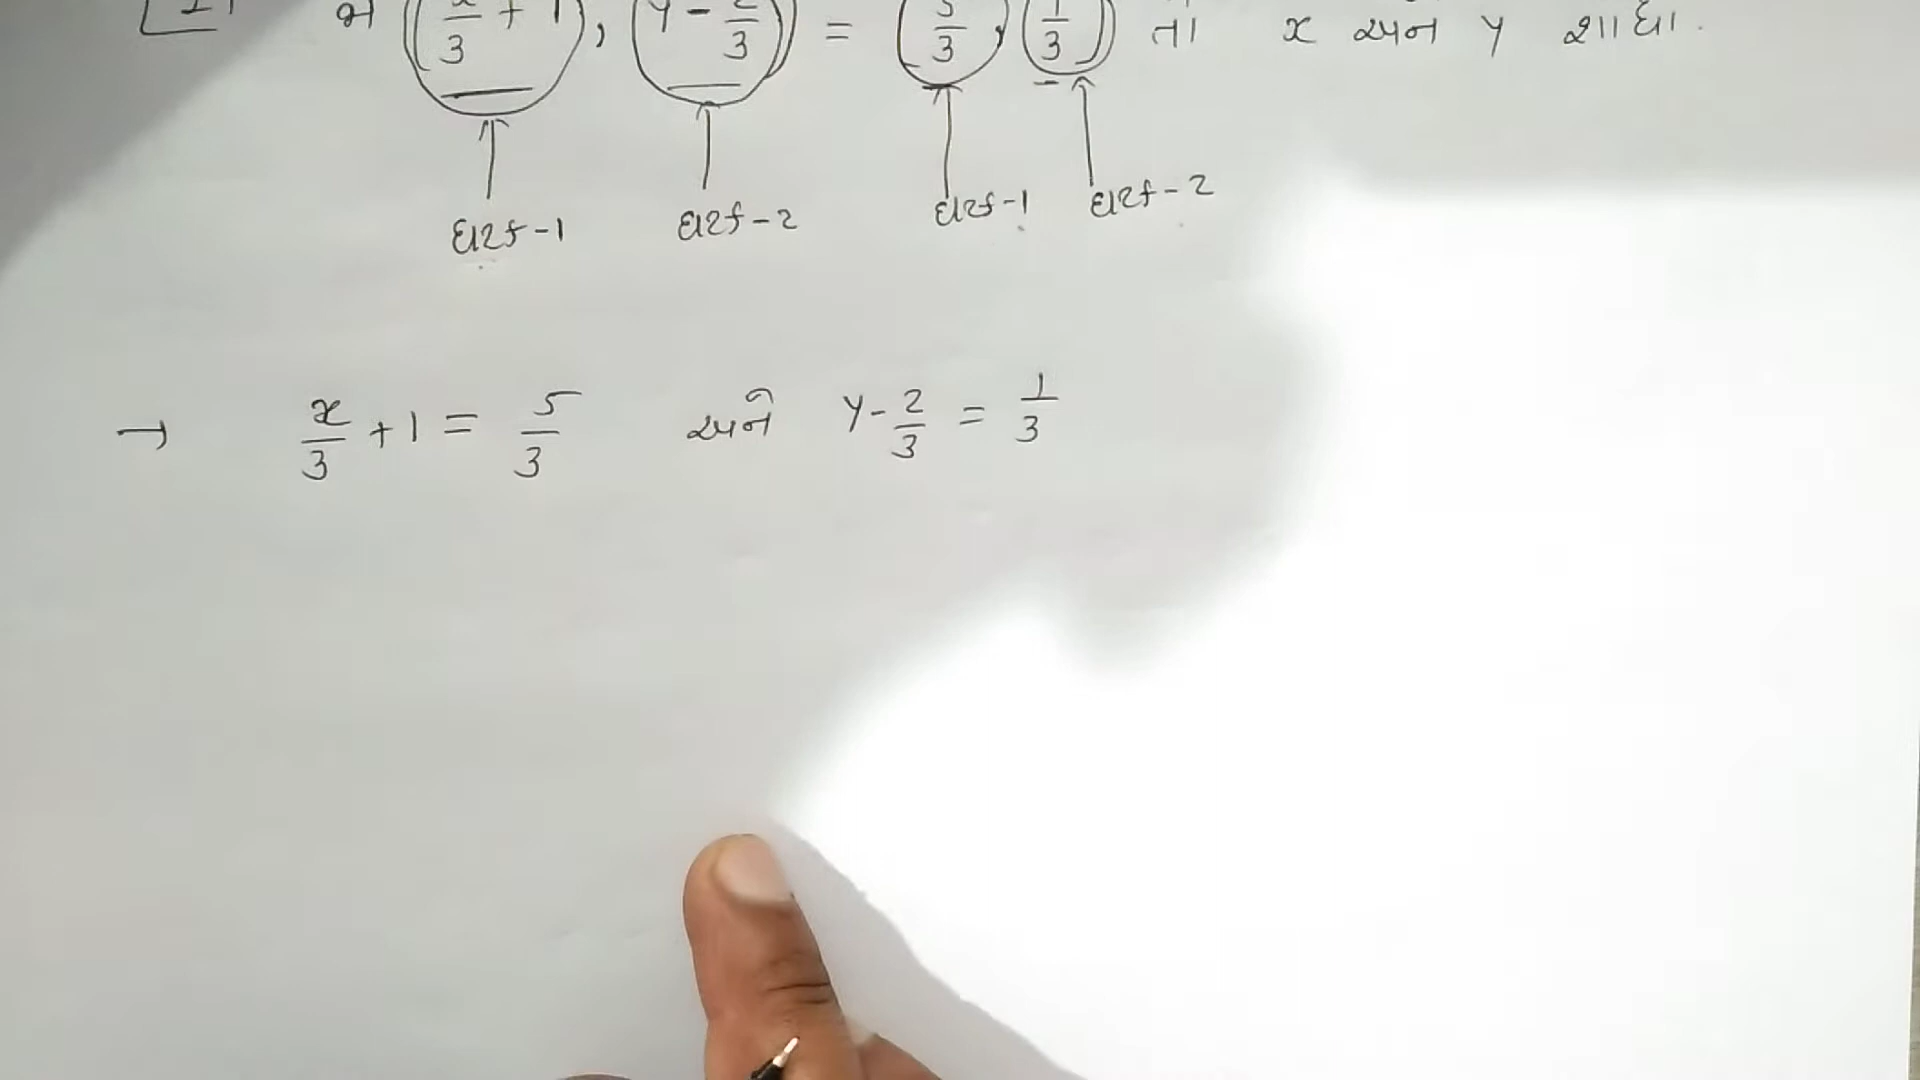 (x/3 + 1, y - 2/3) = (5/3, 1/3) તો x અને y શોધો.
ઘટક-1 ઘટક-2 ઘટક-1 ઘટક-2
→ x/3 + 1 = 5/3 અને y - 2/3 = 1/3